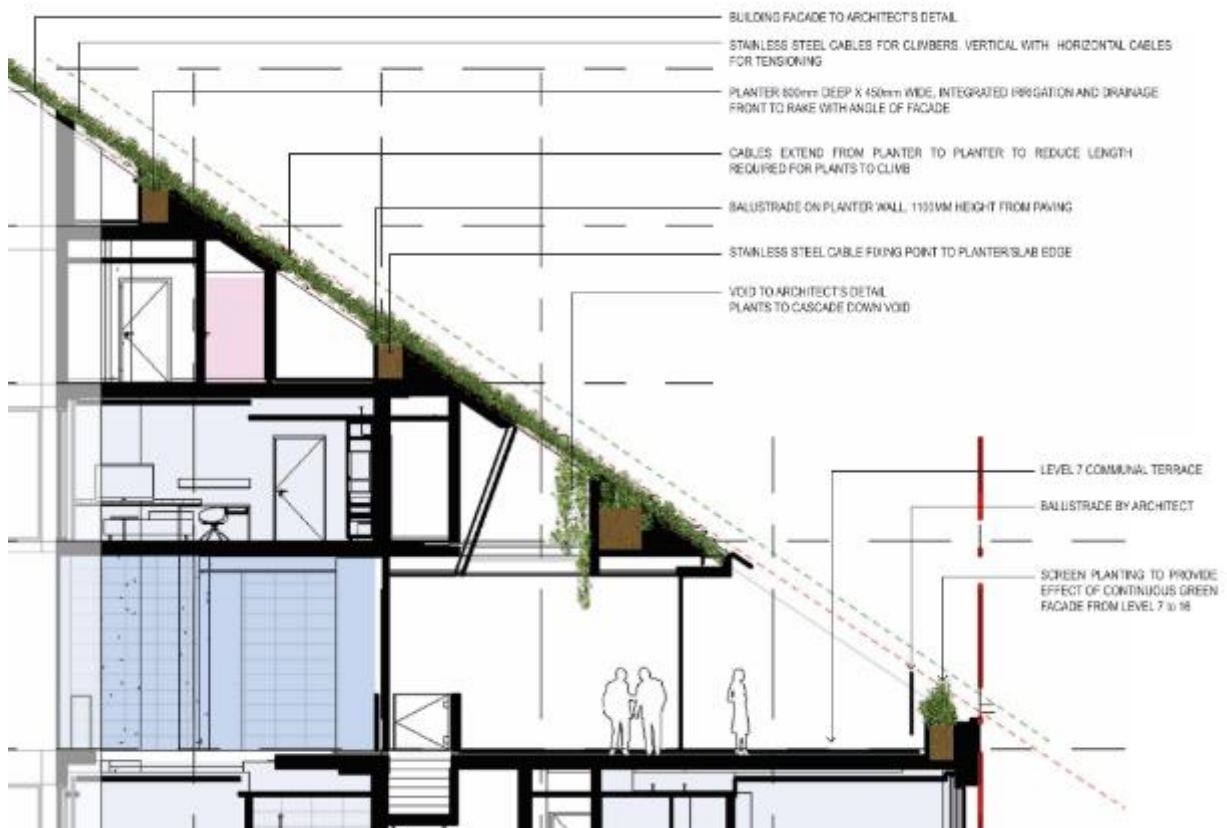 BUILDING FACADE TO ARCHITECT'S DETAIL
STAINLESS STEEL CABLES FOR CLIMBERS. VERTICAL WITH HORIZONTAL CABLES
FOR TENSIONING
PLANTER 600mm DEEP X 450mm WIDE, INTEGRATED IRRIGATION AND DRAINAGE
FRONT TO RAKE WITH ANGLE OF FACADE
CABLES EXTEND FROM PLANTER TO PLANTER TO REDUCE LENGTH
REQUIRED FOR PLANTS TO CLIMB
BALUSTRADE ON PLANTER WALL, 1100MM HEIGHT FROM PAVING
STAINLESS STEEL CABLE FIXING POINT TO PLANTER/SLAB EDGE
VOID TO ARCHITECT'S DETAIL
PLANTS TO CASCADE DOWN VOID
LEVEL 7 COMMUNAL TERRACE
BALUSTRADE BY ARCHITECT
SCREEN PLANTING TO PROVIDE
EFFECT OF CONTINUOUS GREEN
FACADE FROM LEVEL 7 to 16